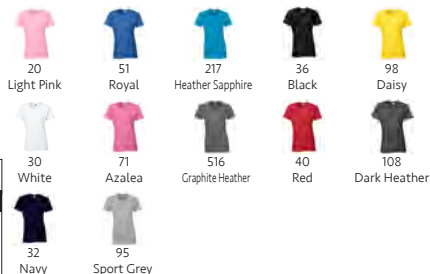 20 51 217 36 98
Light Pink Royal Heather Sapphire Black Daisy
30 71 516 40 108
White Azalea Graphite Heather Red Dark Heather
32 95
Navy Sport Grey